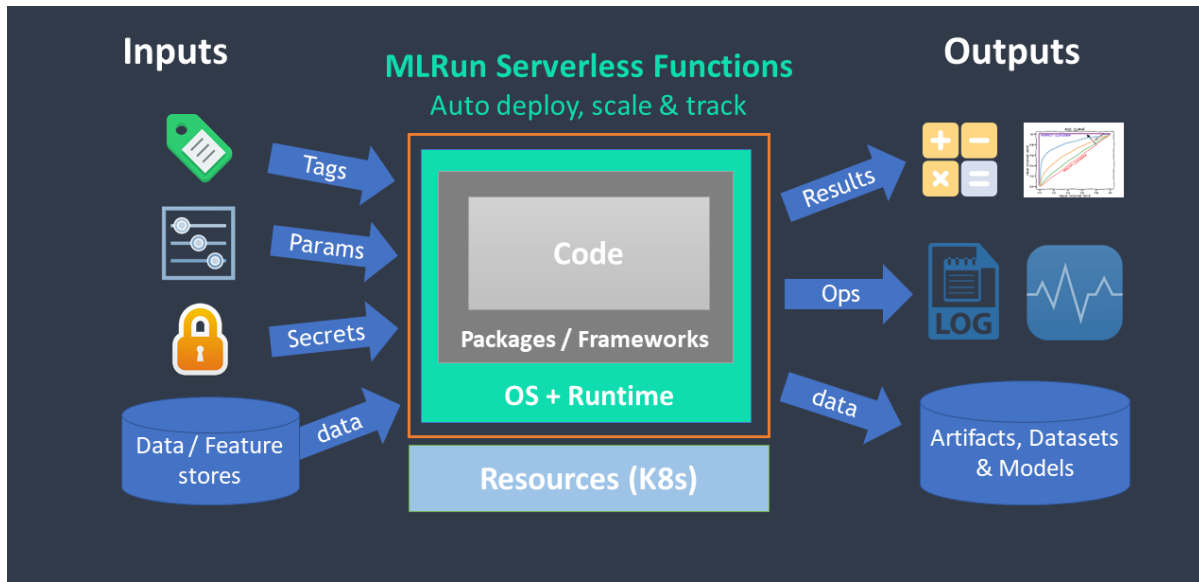 Inputs
MLRun Serverless Functions
Auto deploy, scale & track
Outputs
Tags
Params
Secrets
data
Data / Feature
stores
Code
Packages / Frameworks
OS + Runtime
Resources (K8s)
Results
Ops
data
LOG
Artifacts, Datasets
& Models